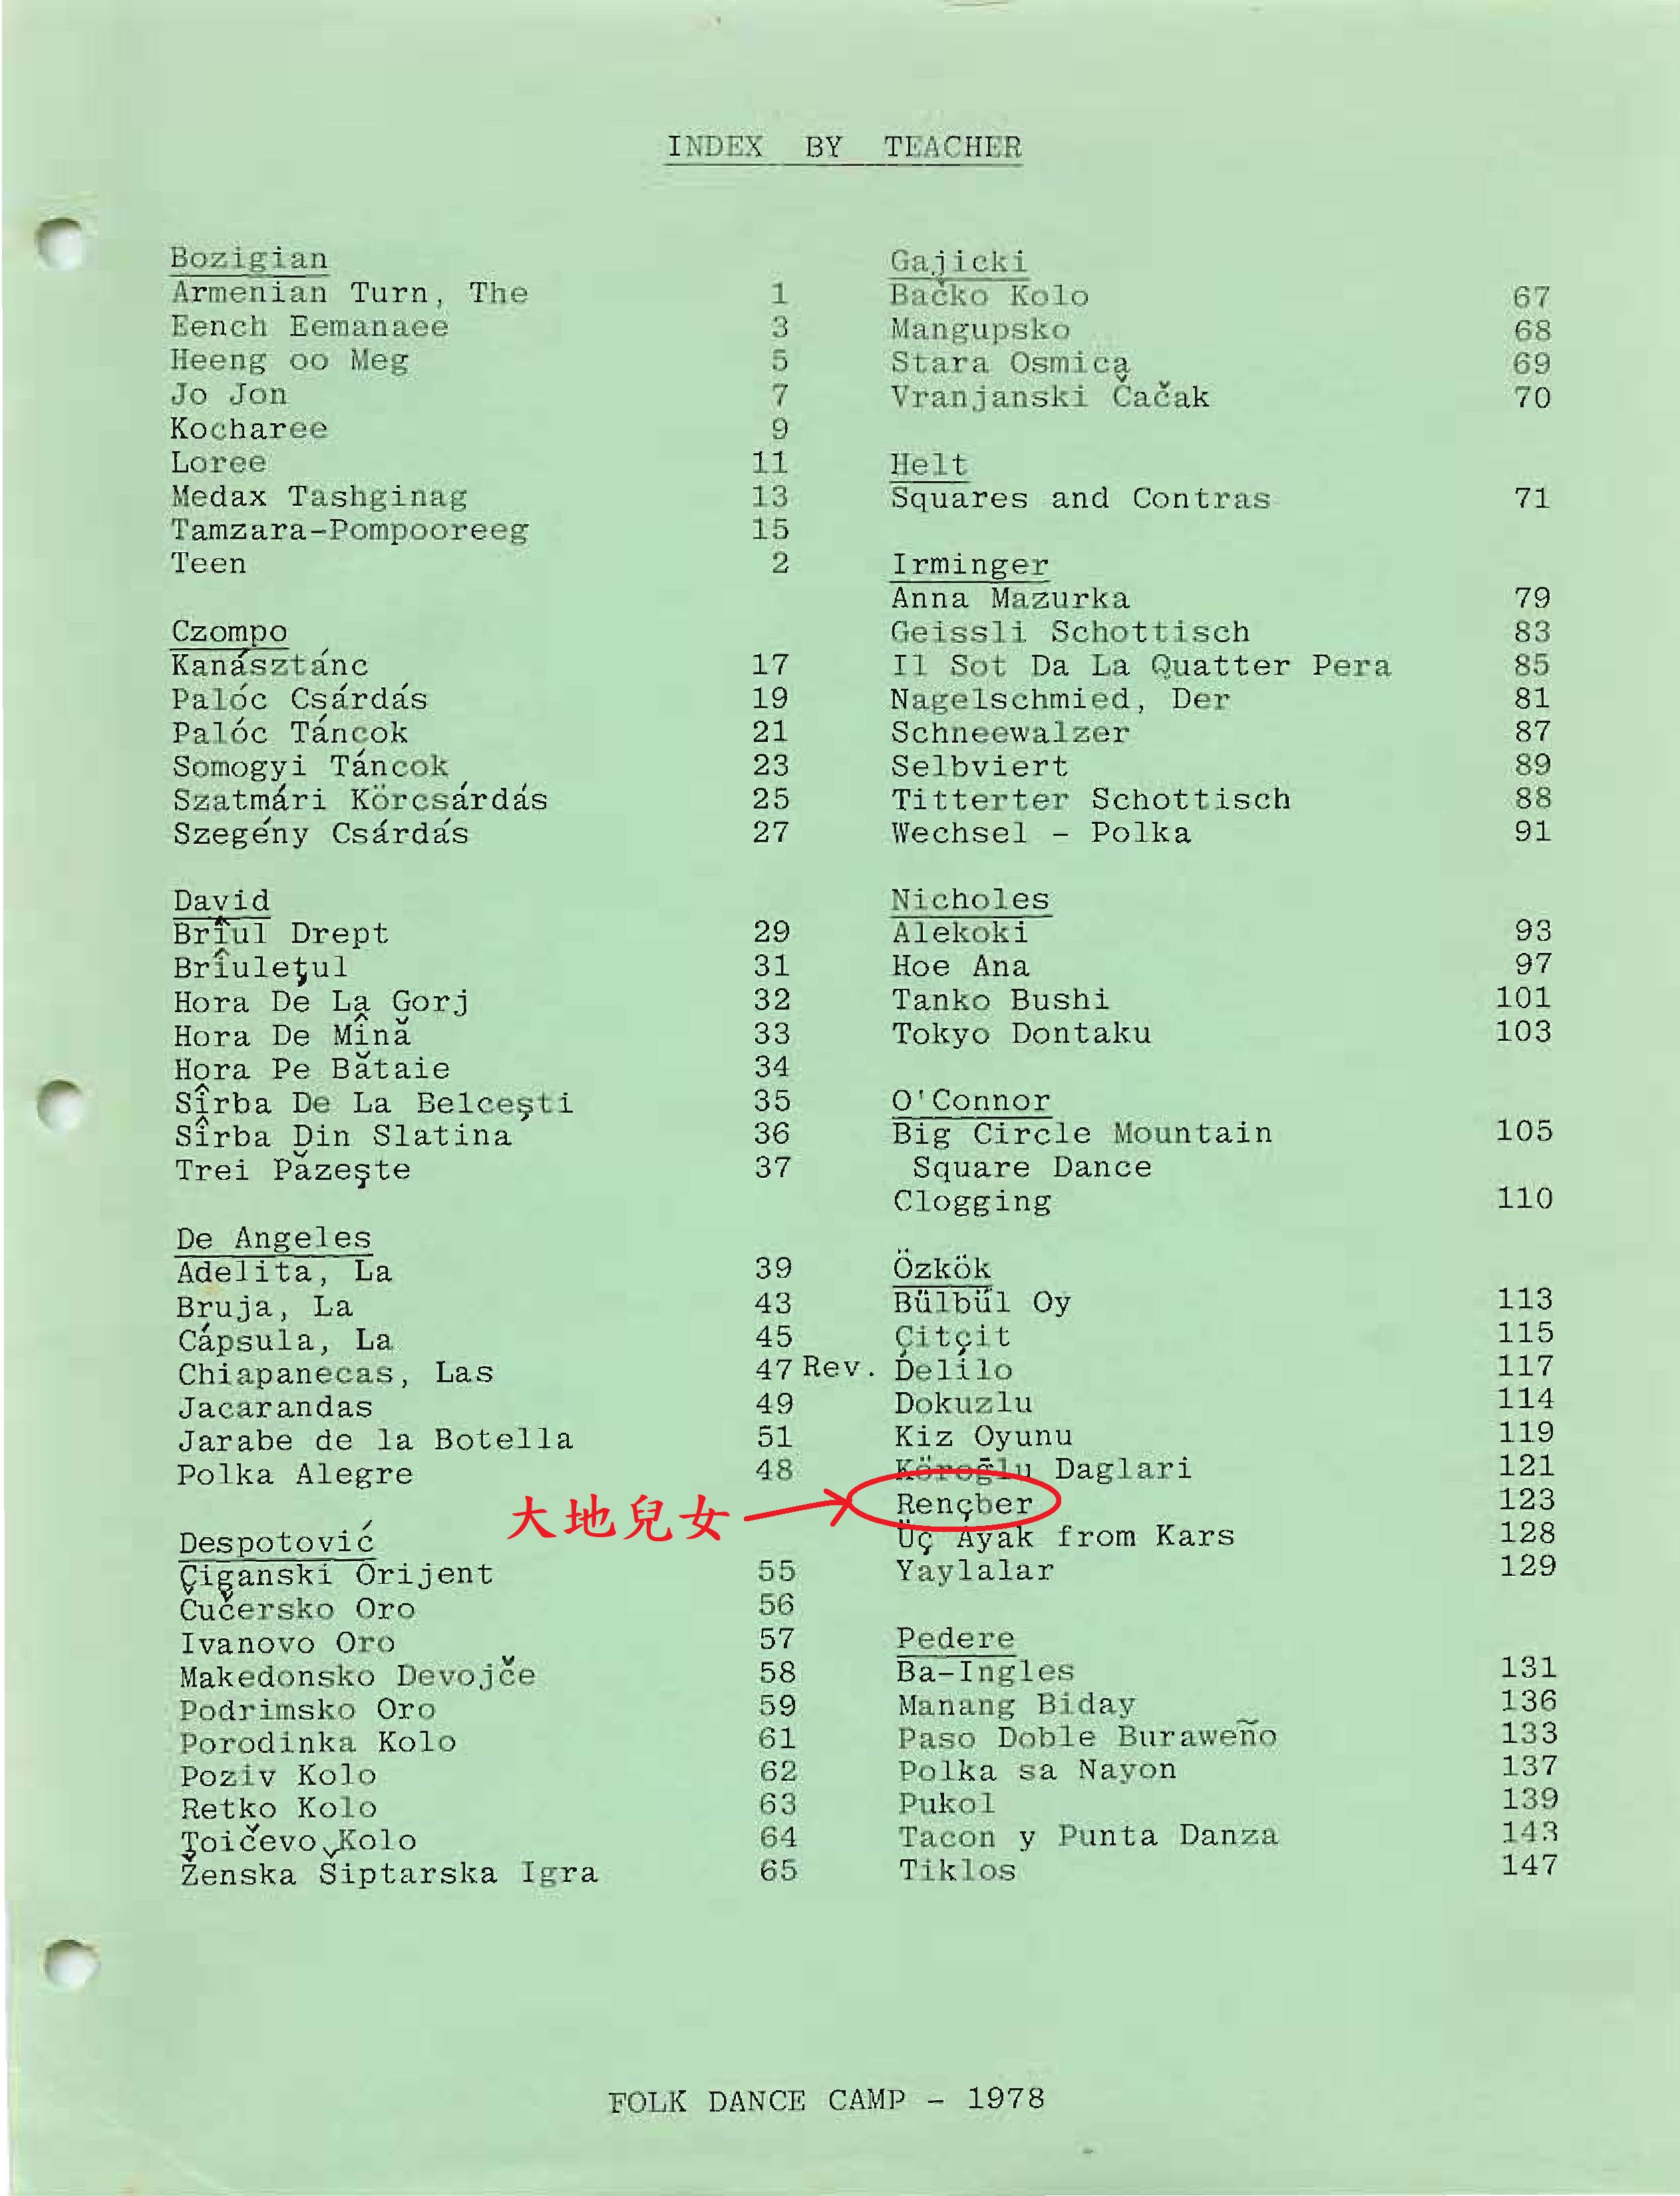 INDEX BY TEACHER
Bozigian
Armenian Turn, The 1
Eench Eemanaee 3
Heeng oo Meg 5
Jo Jon 7
Kocharee 9
Loree 11
Medax Tashginag 13
Tamzara-Pompooreeg 15
Teen 2
Czompo
Kanásztánc 17
Palóc Csárdás 19
Palóc Táncok 21
Somogyi Táncok 23
Szatmári Körcsárdás 25
Szegény Csárdás 27
David
Brîul Drept 29
Brîulețul 31
Hora De La Gorj 32
Hora De Mînă 33
Hora Pe Bătaie 34
Sîrba De La Belcești 35
Sîrba Din Slatina 36
Trei Păzește 37
De Angeles
Adelita, La 39
Bruja, La 43
Cápsula, La 45
Chiapanecas, Las 47
Jacarandas 49
Jarabe de la Botella 51
Polka Alegre 48
大地兒女
Despotović
Çiganski Orijent 55
Čučersko Oro 56
Ivanovo Oro 57
Makedonsko Devojče 58
Podrimsko Oro 59
Porodinka Kolo 61
Poziv Kolo 62
Retko Kolo 63
Toičevo Kolo 64
Ženska Šiptarska Igra 65
Gajicki
Bačko Kolo 67
Mangupsko 68
Stara Osmica 69
Vranjanski Čačak 70
Helt
Squares and Contras 71
Irminger
Anna Mazurka 79
Geissli Schottisch 83
Il Sot Da La Quatter Pera 85
Nagelschmied, Der 81
Schneewalzer 87
Selbviert 89
Titterter Schottisch 88
Wechsel - Polka 91
Nicholes
Alekoki 93
Hoe Ana 97
Tanko Bushi 101
Tokyo Dontaku 103
O'Connor
Big Circle Mountain 105
Square Dance
Clogging 110
Özkök
Bülbül Oy 113
Çitçit 115
Rev. Delilo 117
Dokuzlu 114
Kiz Oyunu 119
Köroğlu Daglari 121
Rençber 123
Üç Ayak from Kars 128
Yaylalar 129
Pedere
Ba-Ingles 131
Manang Biday 136
Paso Doble Buraweño 133
Polka sa Nayon 137
Pukol 139
Tacon y Punta Danza 143
Tiklos 147
FOLK DANCE CAMP - 1978